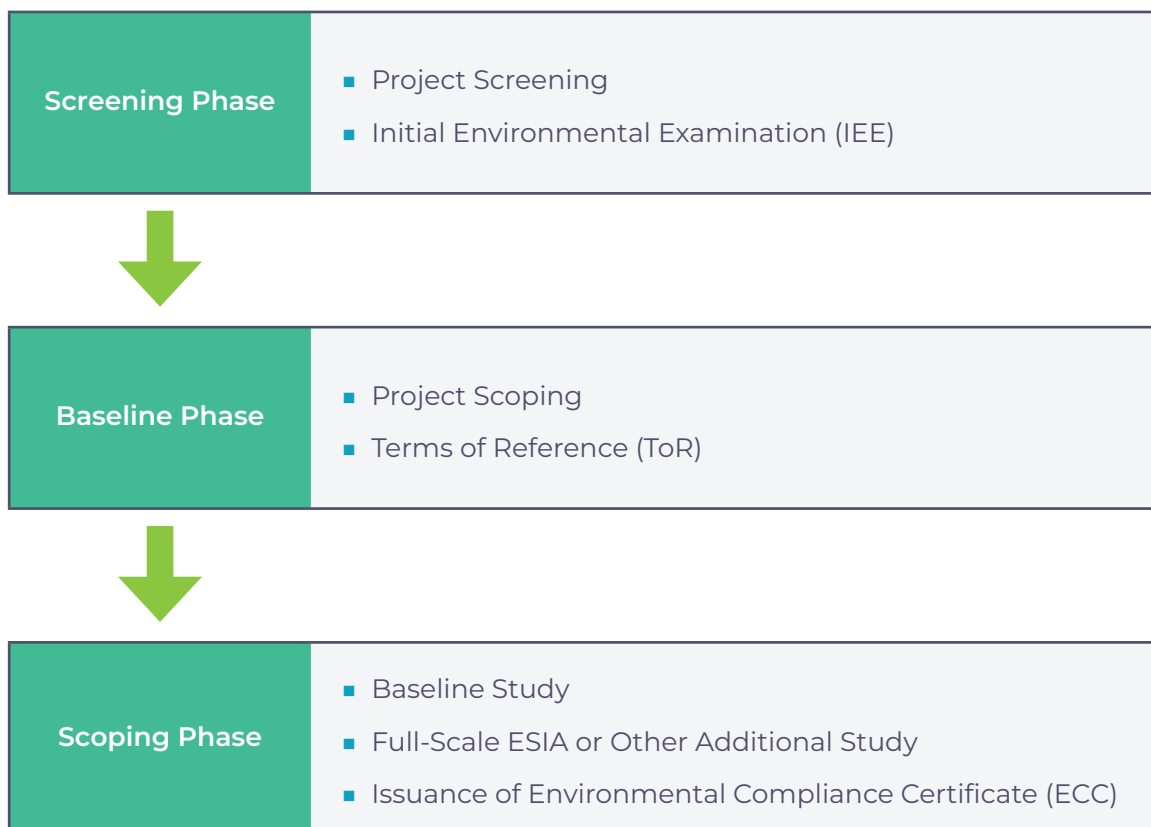 Screening Phase
Project Screening
Initial Environmental Examination (IEE)
Baseline Phase
Project Scoping
Terms of Reference (ToR)
Scoping Phase
Baseline Study
Full-Scale ESIA or Other Additional Study
Issuance of Environmental Compliance Certificate (ECC)